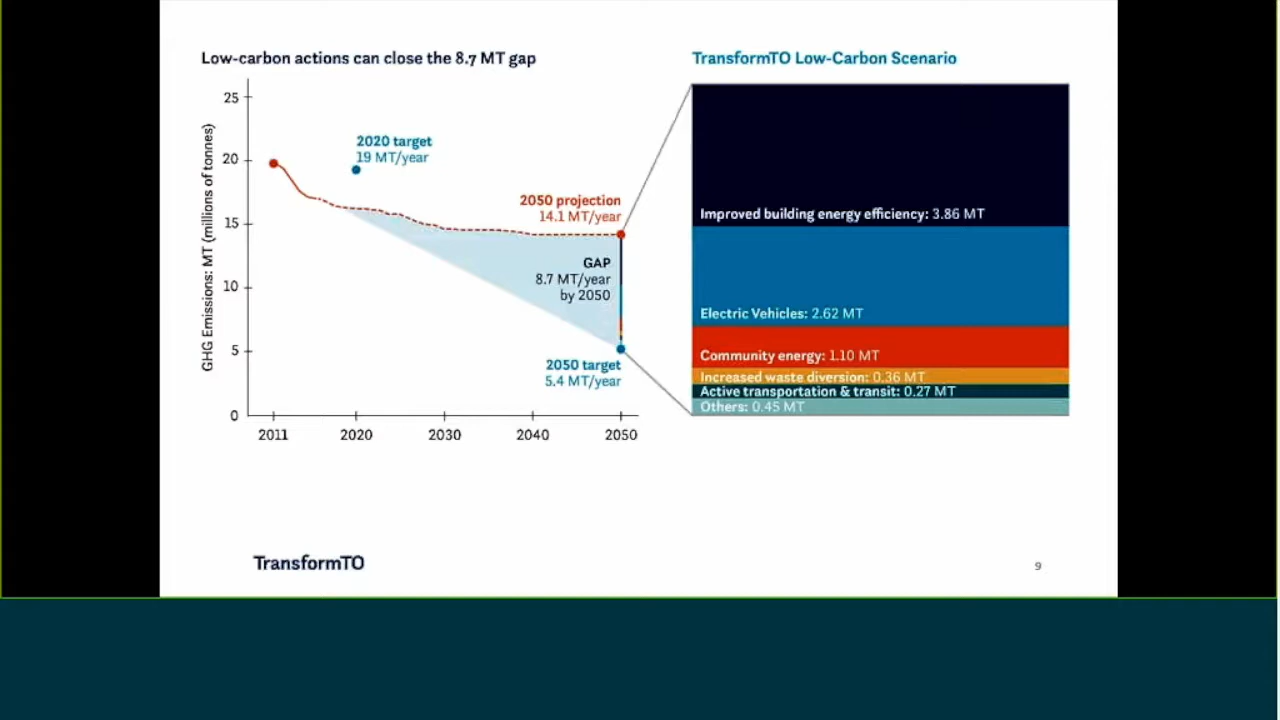 Low-carbon actions can close the 8.7 MT gap
GHG Emissions: MT (millions of tonnes)
25
20
15
10
5
0
2011
2020
2030
2040
2050
2020 target
19 MT/year
2050 projection
14.1 MT/year
GAP
8.7 MT/year
by 2050
2050 target
5.4 MT/year
TransformTO Low-Carbon Scenario
Improved building energy efficiency: 3.86 MT
Electric Vehicles: 2.62 MT
Community energy: 1.10 MT
Increased waste diversion: 0.36 MT
Active transportation & transit: 0.27 MT
Others: 0.45 MT
TransformTO
9